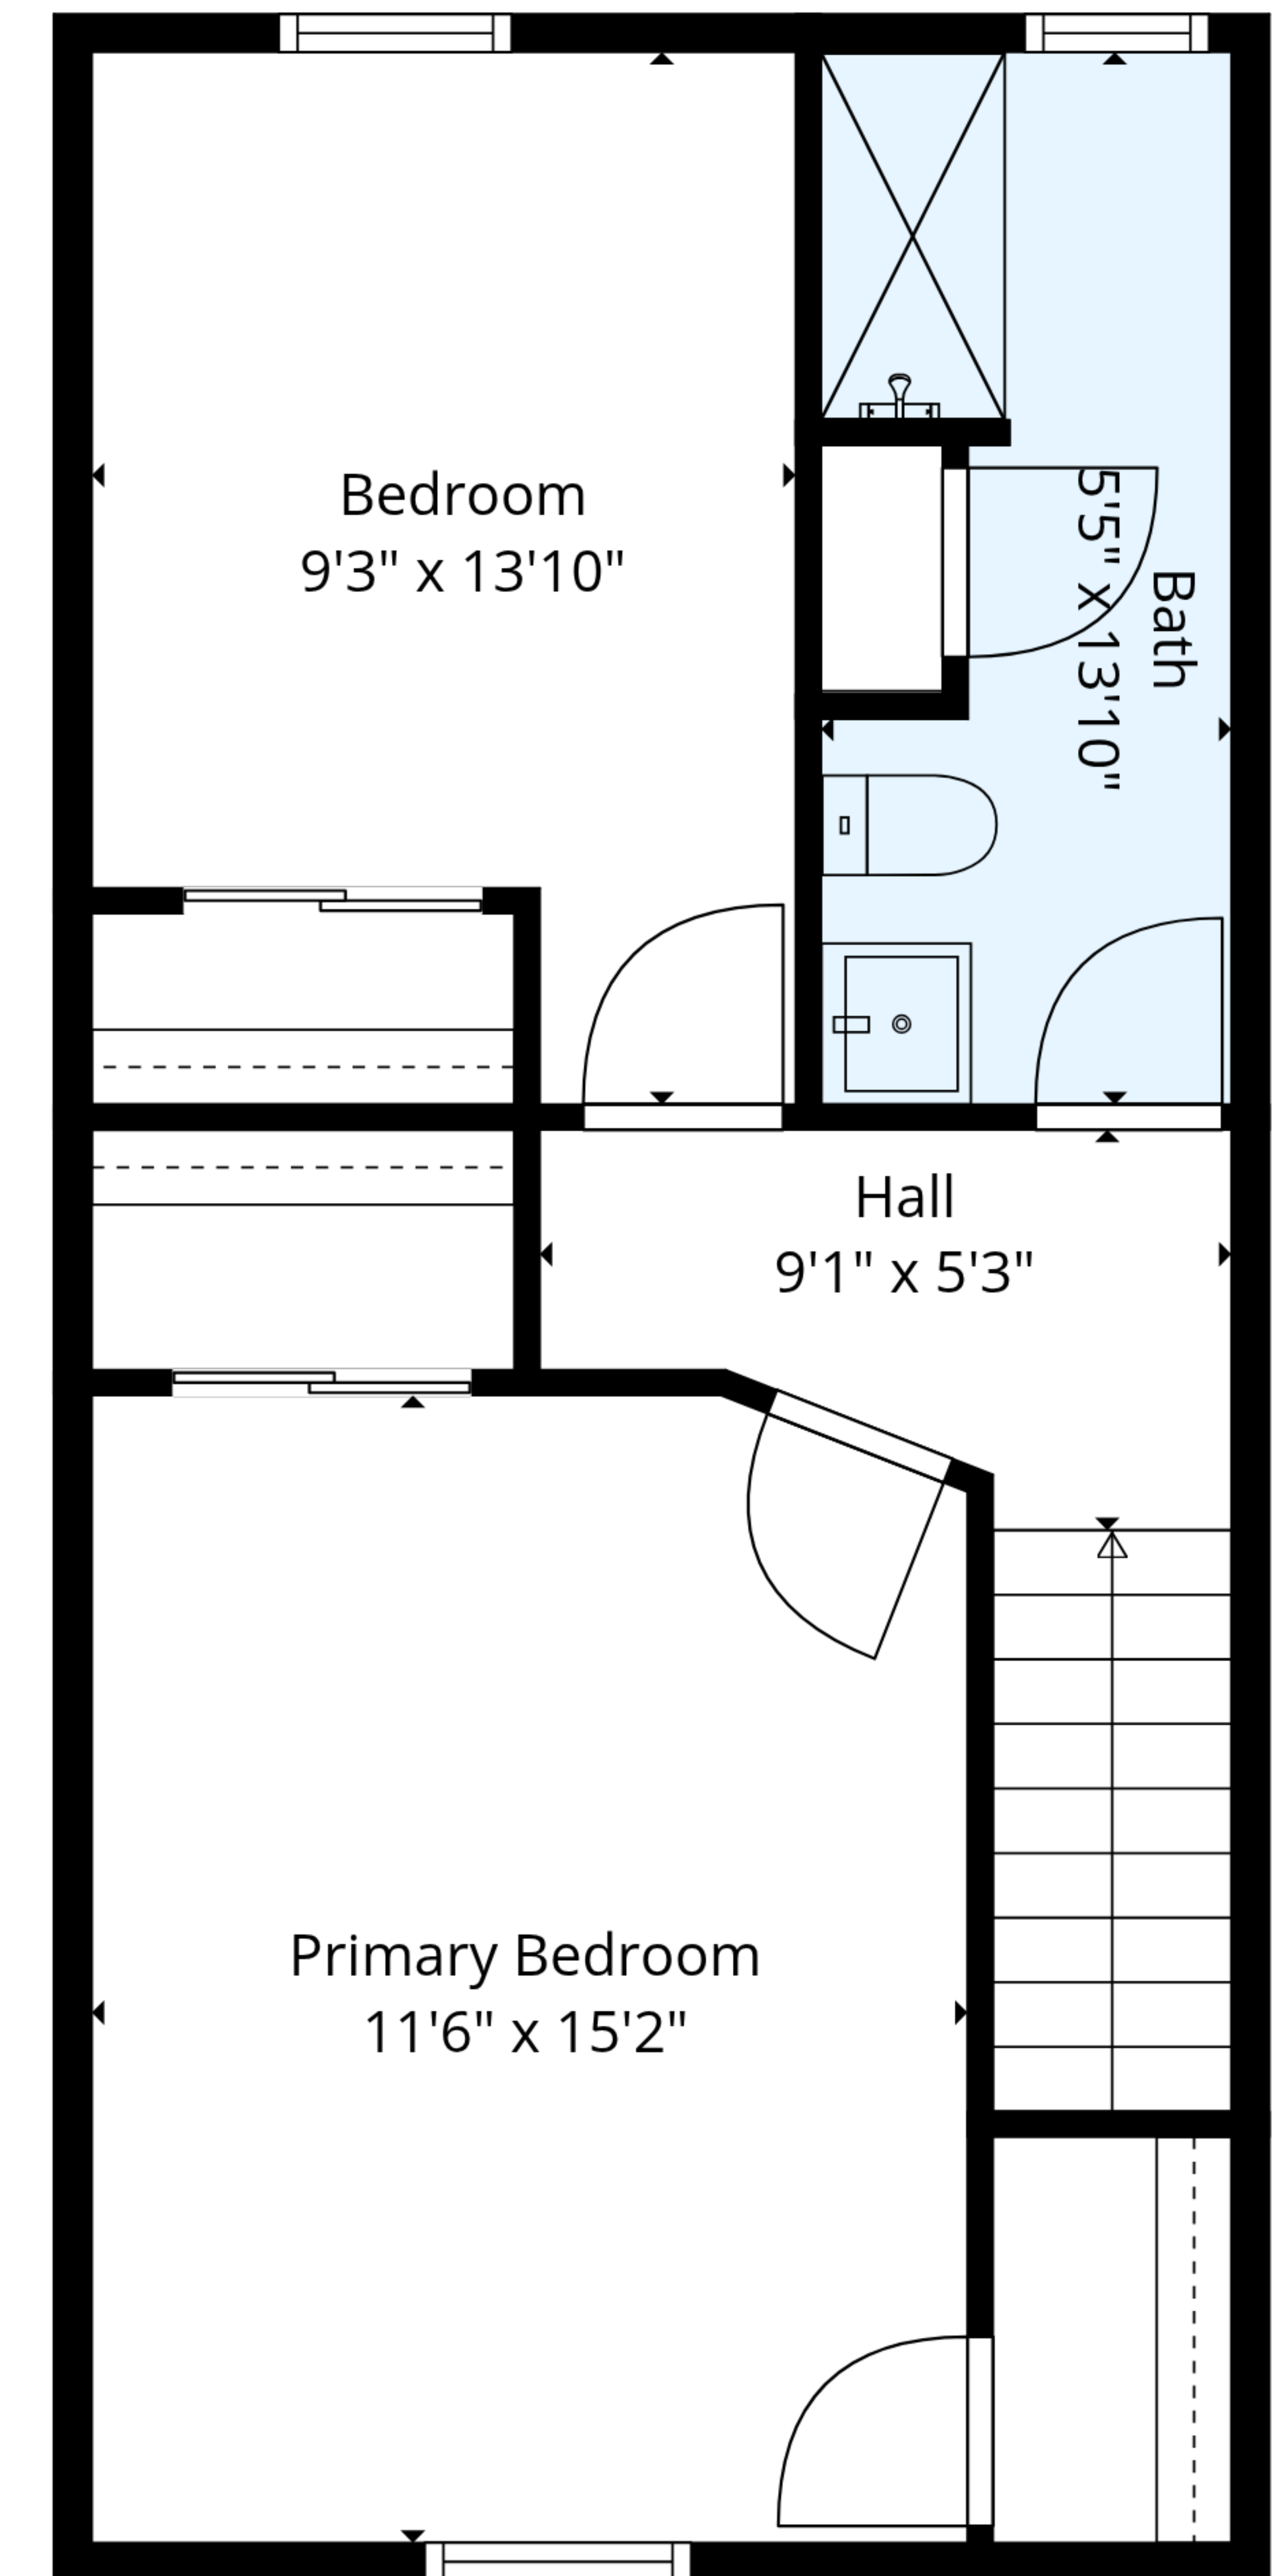 Bedroom
9'3" x 13'10"
Bath
5'5" x 13'10"
Hall
9'1" x 5'3"
Primary Bedroom
11'6" x 15'2"